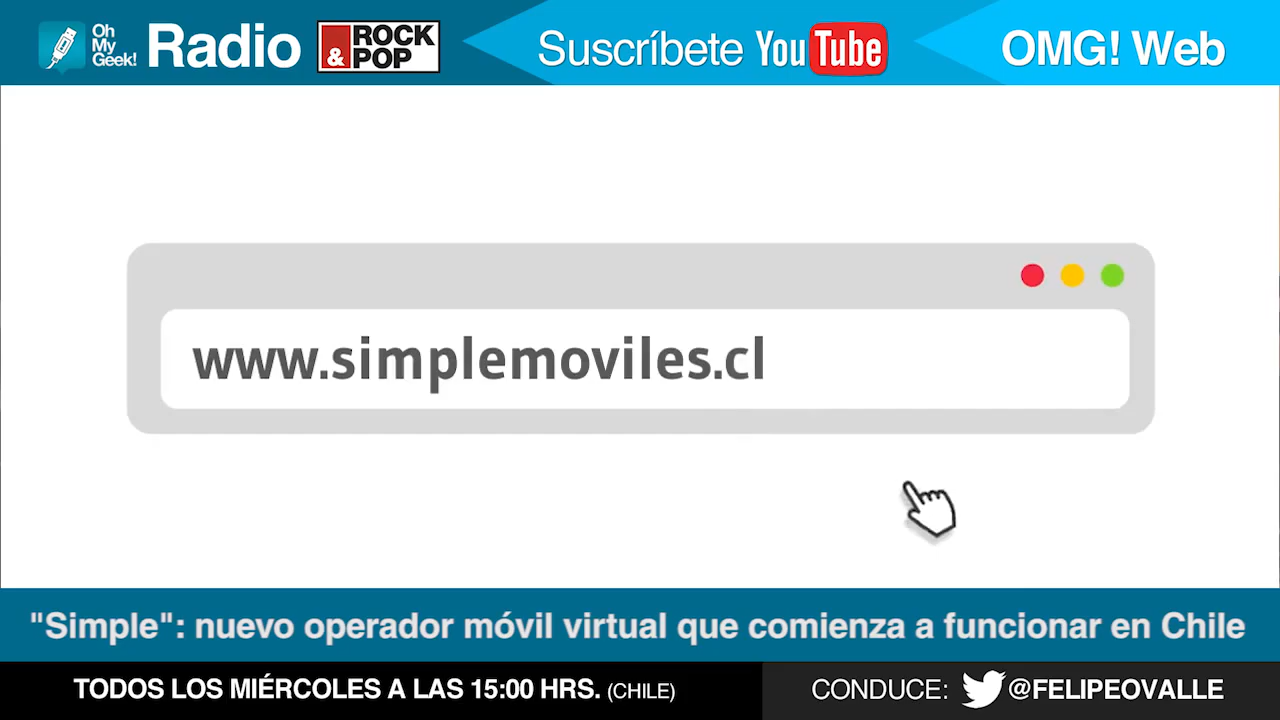 Oh My Geek! Radio ROCK & POP Suscríbete YouTube OMG! Web
www.simplemoviles.cl
"Simple": nuevo operador móvil virtual que comienza a funcionar en Chile
TODOS LOS MIÉRCOLES A LAS 15:00 HRS. (CHILE) CONDUCE: @FELIPEOVALLE